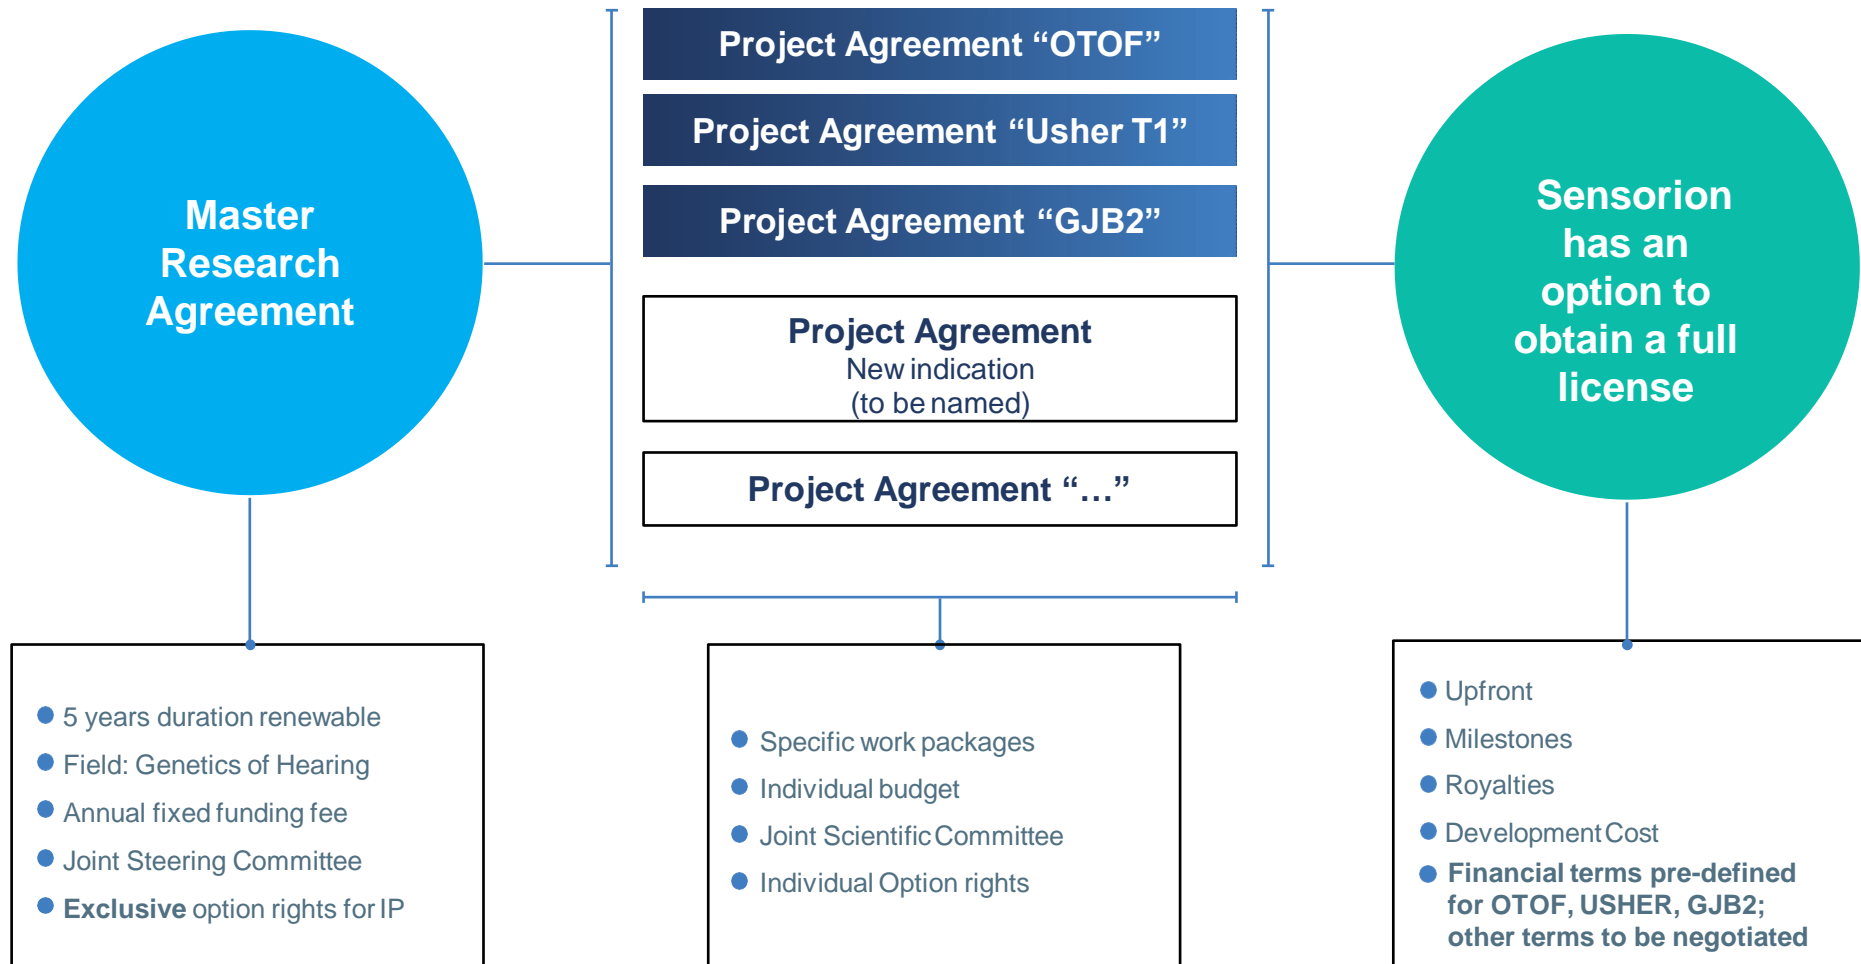 Master
Research
Agreement
Project Agreement “OTOF”
Project Agreement “Usher T1”
Project Agreement “GJB2”
Project Agreement
New indication
(to be named)
Project Agreement “…”
Sensorion
has an
option to
obtain a full
license
5 years duration renewable
Field: Genetics of Hearing
Annual fixed funding fee
Joint Steering Committee
Exclusive option rights for IP
Specific work packages
Individual budget
Joint Scientific Committee
Individual Option rights
Upfront
Milestones
Royalties
Development Cost
Financial terms pre-defined
for OTOF, USHER, GJB2;
other terms to be negotiated